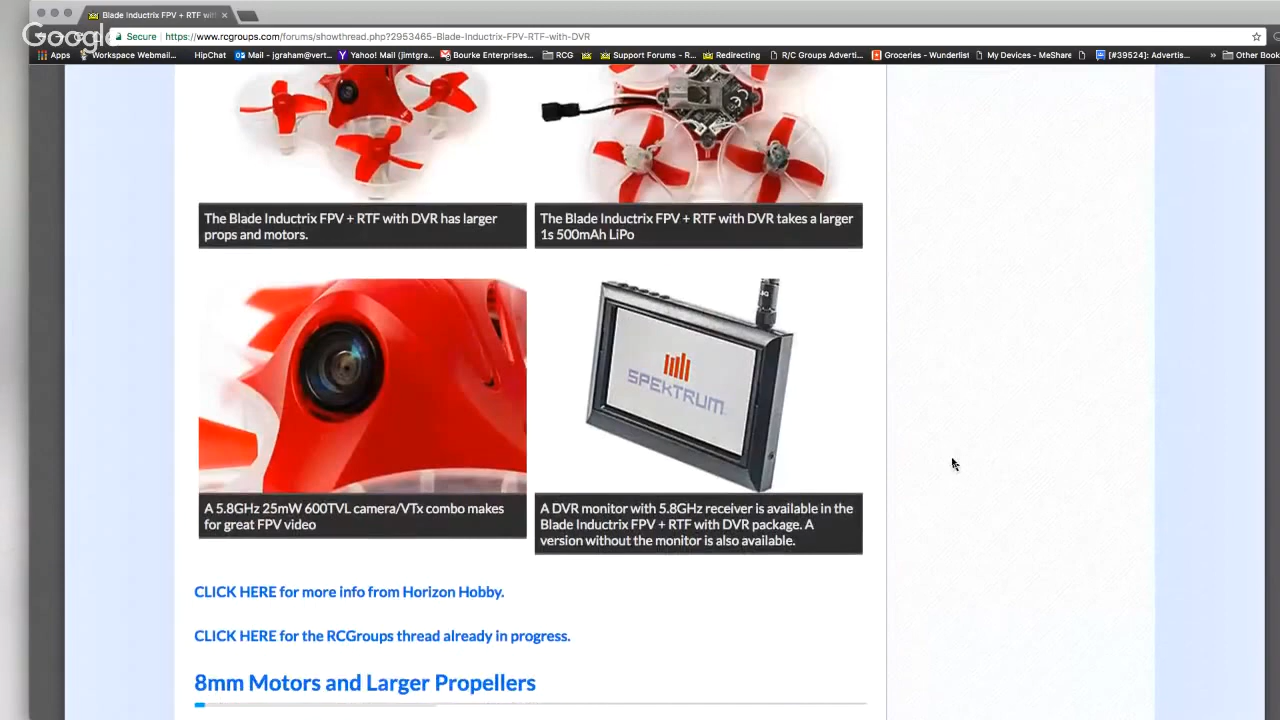 Blade Inductrix FPV + RTF with
Google
Secure https://www.rcgroups.com/forums/showthread.php?2953465-Blade-Inductrix-FPV-RTF-with-DVR
Apps Workspace Webmail... HipChat Mail - jgraham@vert... Yahoo! Mail (jimtgra... Bourke Enterprises... RCG Support Forums - R... Redirecting R/C Groups Adverti... Groceries - Wunderlist My Devices - MeShare [#39524]: Advertis... » Other Book
The Blade Inductrix FPV + RTF with DVR has larger
props and motors.
The Blade Inductrix FPV + RTF with DVR takes a larger
1s 500mAh LiPo
SPEKTRUM
A 5.8GHz 25mW 600TVL camera/VTx combo makes
for great FPV video
A DVR monitor with 5.8GHz receiver is available in the
Blade Inductrix FPV + RTF with DVR package. A
version without the monitor is also available.
CLICK HERE for more info from Horizon Hobby.
CLICK HERE for the RCGroups thread already in progress.
8mm Motors and Larger Propellers